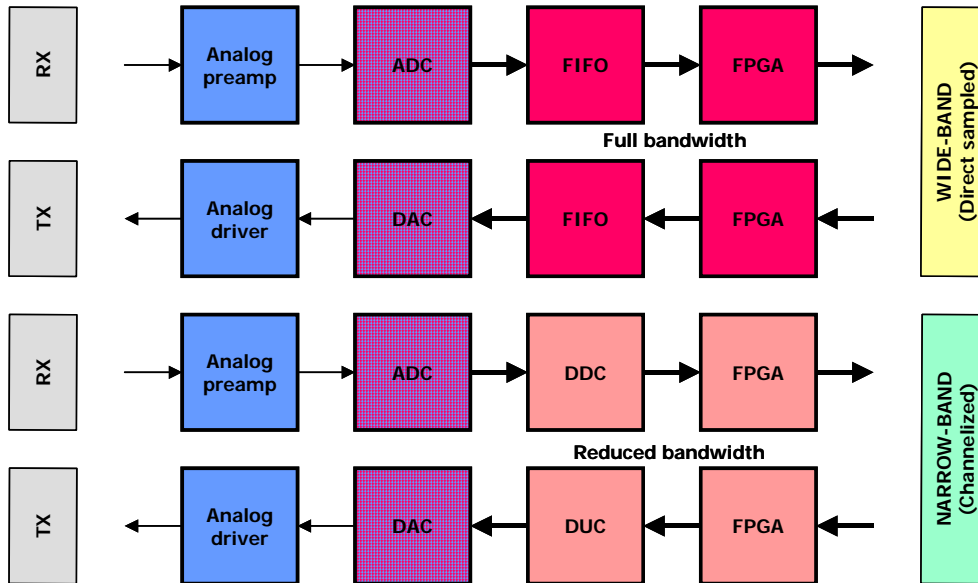 RX
Analog
preamp
ADC
FIFO
FPGA
Full bandwidth
TX
Analog
driver
DAC
FIFO
FPGA
WIDE-BAND
(Direct sampled)
RX
Analog
preamp
ADC
DDC
FPGA
Reduced bandwidth
TX
Analog
driver
DAC
DUC
FPGA
NARROW-BAND
(Channelized)